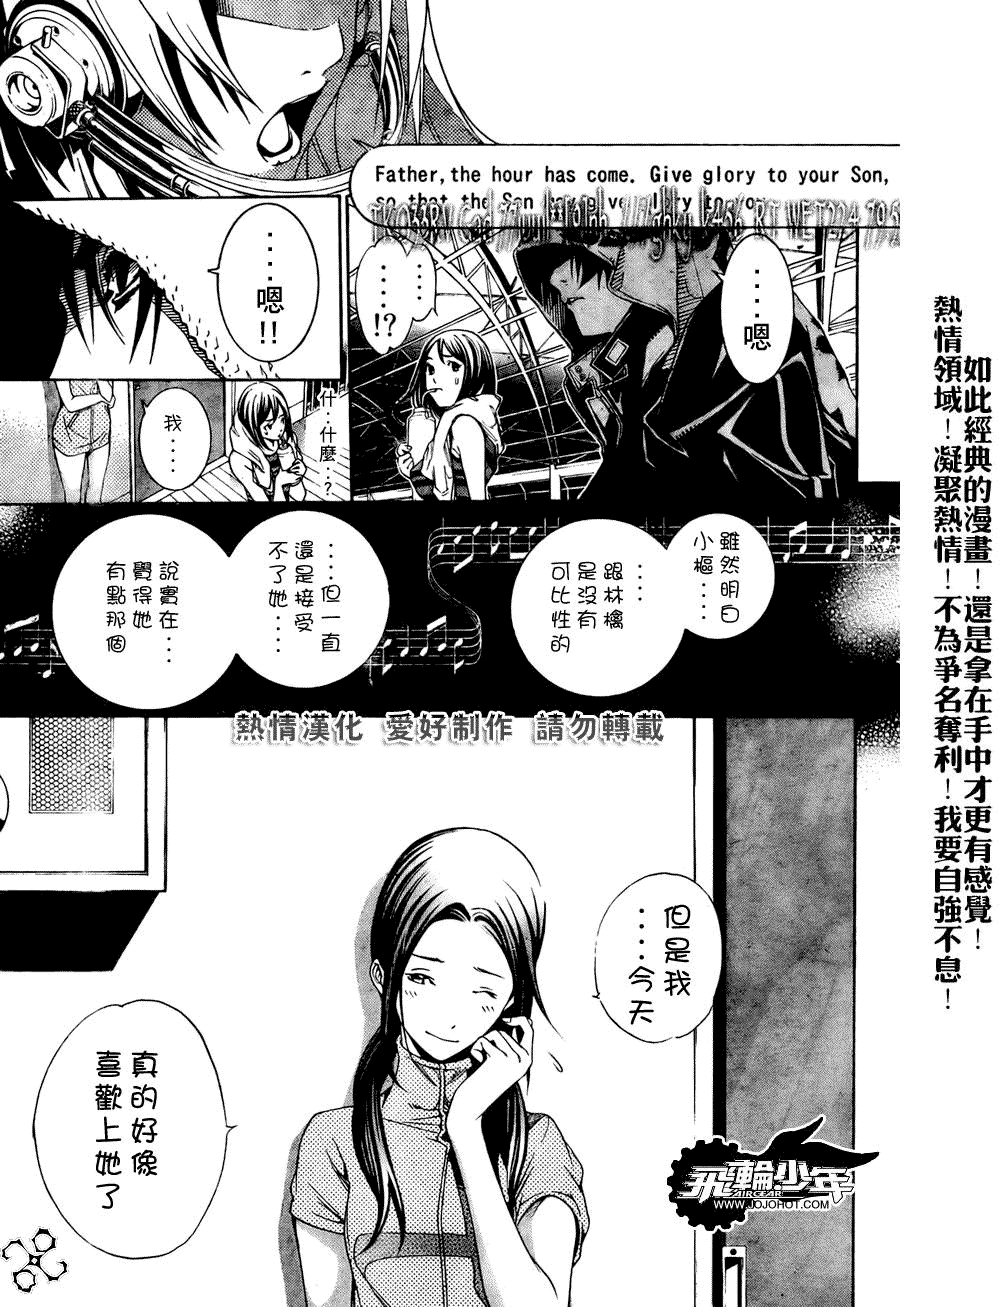 Father, the hour has come. Give glory to your Son,
....嗯
......!?
....嗯!!
什..什麼..?
我...
雖然明白
小樞....
...
跟林檎
是沒有
可比性的
....但一直
還是接受
不了她...
說實在...
覺得她
有點那個
熱情漢化 愛好制作 請勿轉載
但是我
....今天
真的好像
喜歡上她了
飛輪少年
AIRGEAR
WWW.JOJOHOT.COM
如此經典的漫畫!還是拿在手中才更有感覺!
熱情領域!凝聚熱情!不為爭名奪利!我要自強不息!